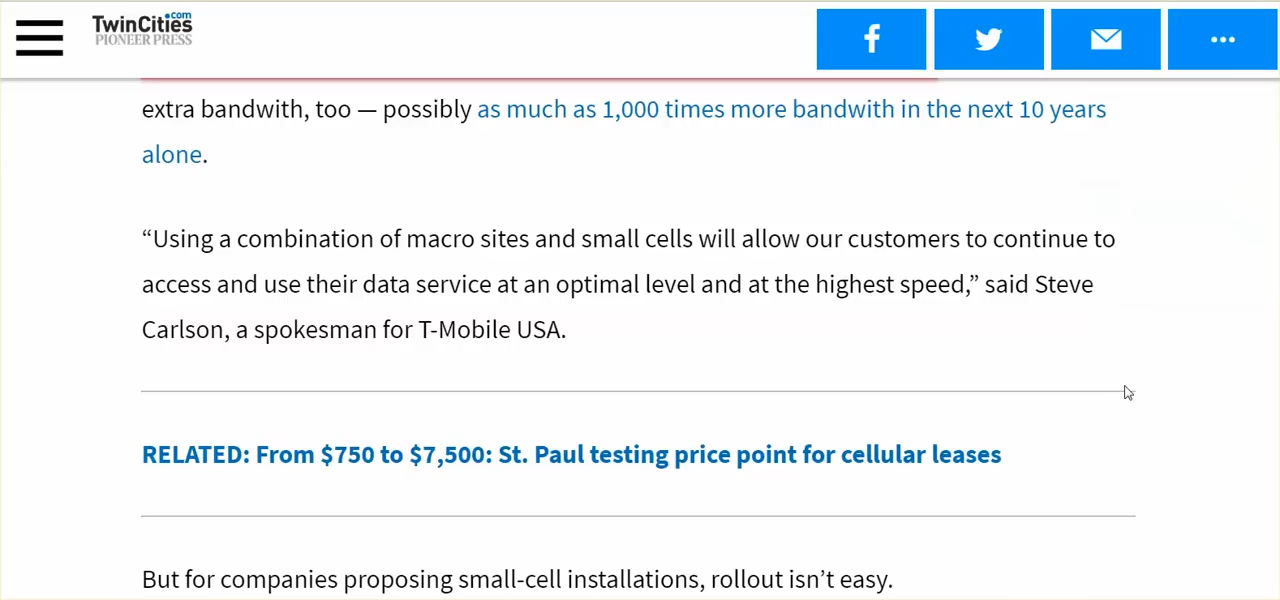 TwinCities.com
PIONEER PRESS
extra bandwith, too — possibly as much as 1,000 times more bandwith in the next 10 years
alone.
“Using a combination of macro sites and small cells will allow our customers to continue to
access and use their data service at an optimal level and at the highest speed,” said Steve
Carlson, a spokesman for T-Mobile USA.
RELATED: From $750 to $7,500: St. Paul testing price point for cellular leases
But for companies proposing small-cell installations, rollout isn’t easy.